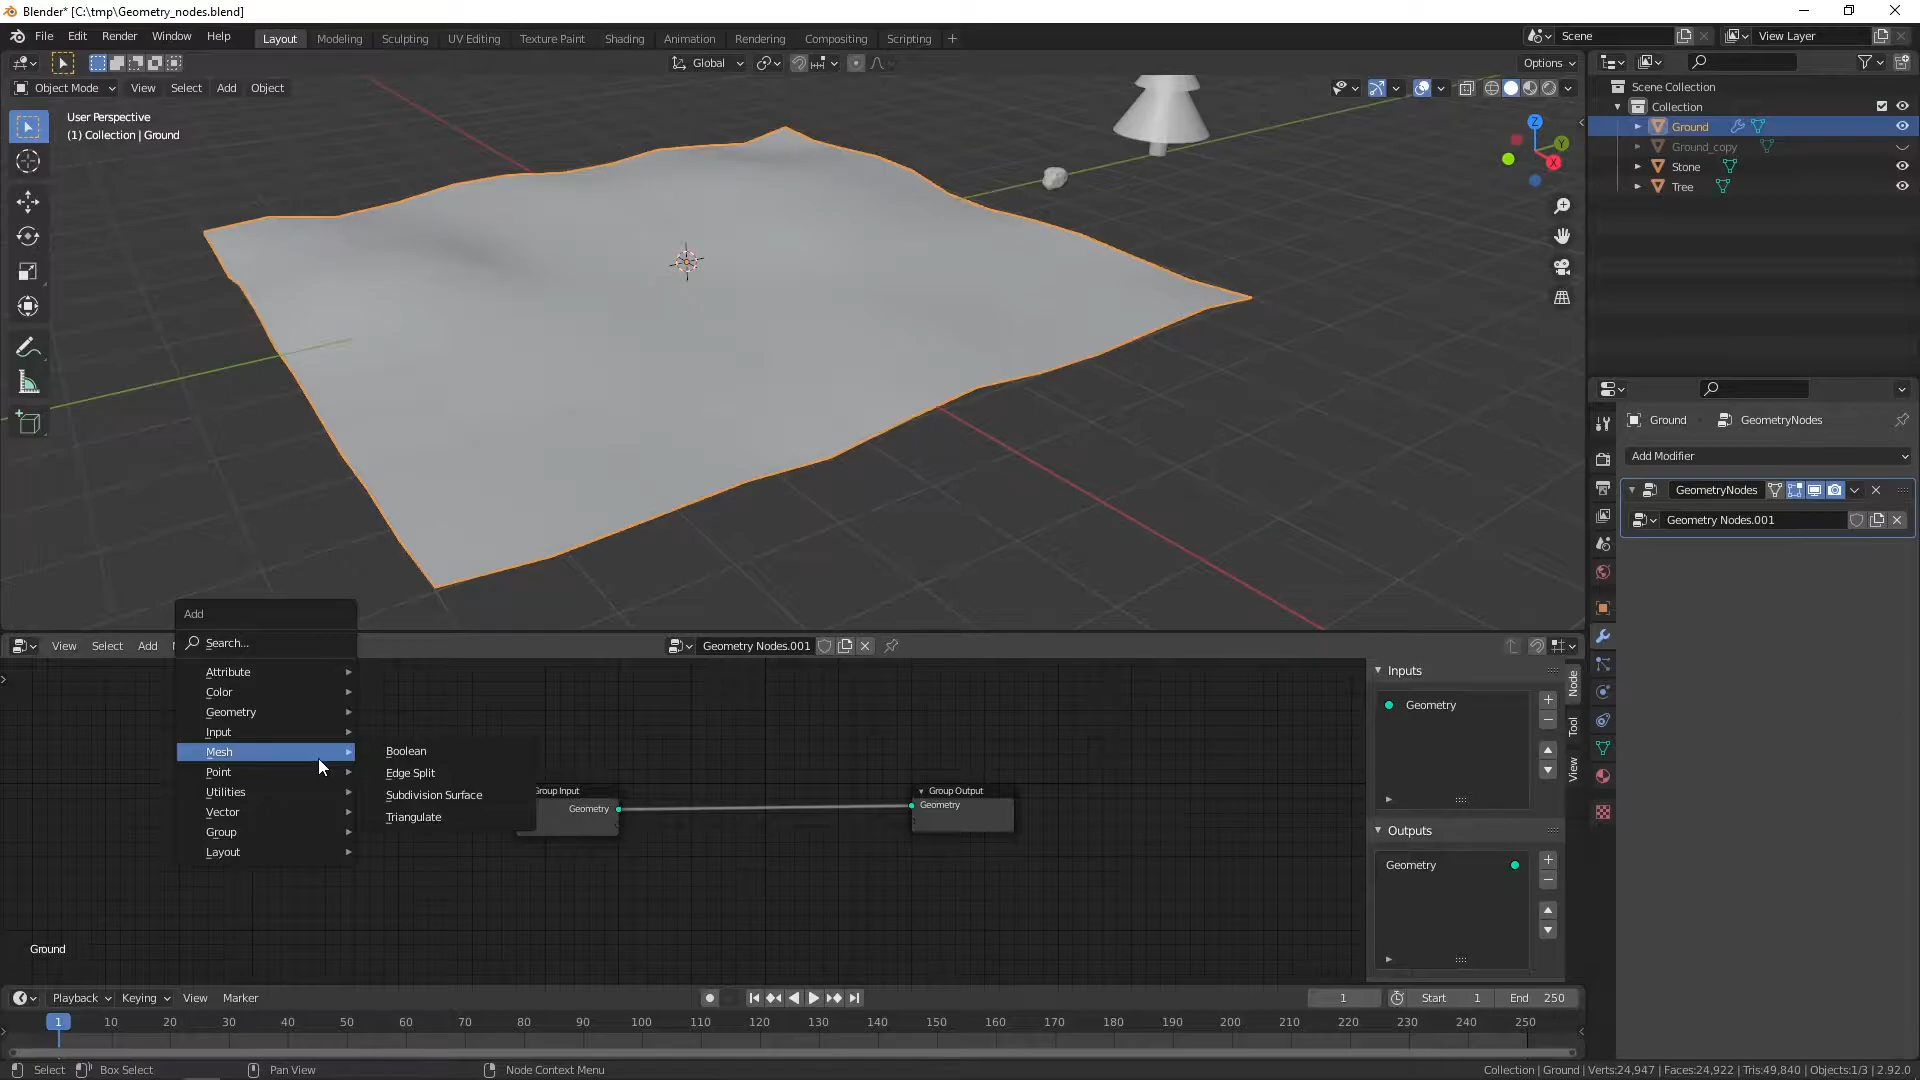 Blender* [C:\tmp\Geometry_nodes.blend]
File Edit Render Window Help
Layout Modeling Sculpting UV Editing Texture Paint Shading Animation Rendering Compositing Scripting +
Scene
View Layer
Global
Options
Object Mode View Select Add Object
User Perspective
(1) Collection | Ground
Z
Y
X
Scene Collection
Collection
Ground
Ground_copy
Stone
Tree
Ground
GeometryNodes
Add Modifier
GeometryNodes
Geometry Nodes.001
View Select Add
Geometry Nodes.001
Add
Search...
Attribute
Color
Geometry
Input
Mesh
Point
Utilities
Vector
Group
Layout
Boolean
Edge Split
Subdivision Surface
Triangulate
Group Input
Geometry
Group Output
Geometry
Inputs
Geometry
Outputs
Geometry
Node
Tool
View
Ground
Playback Keying View Marker
1
Start 1
End 250
1 10 20 30 40 50 60 70 80 90 100 110 120 130 140 150 160 170 180 190 200 210 220 230 240 250
Select Box Select Pan View Node Context Menu
Collection | Ground | Verts:24,947 | Faces:24,922 | Tris:49,840 | Objects:1/3 | 2.92.0